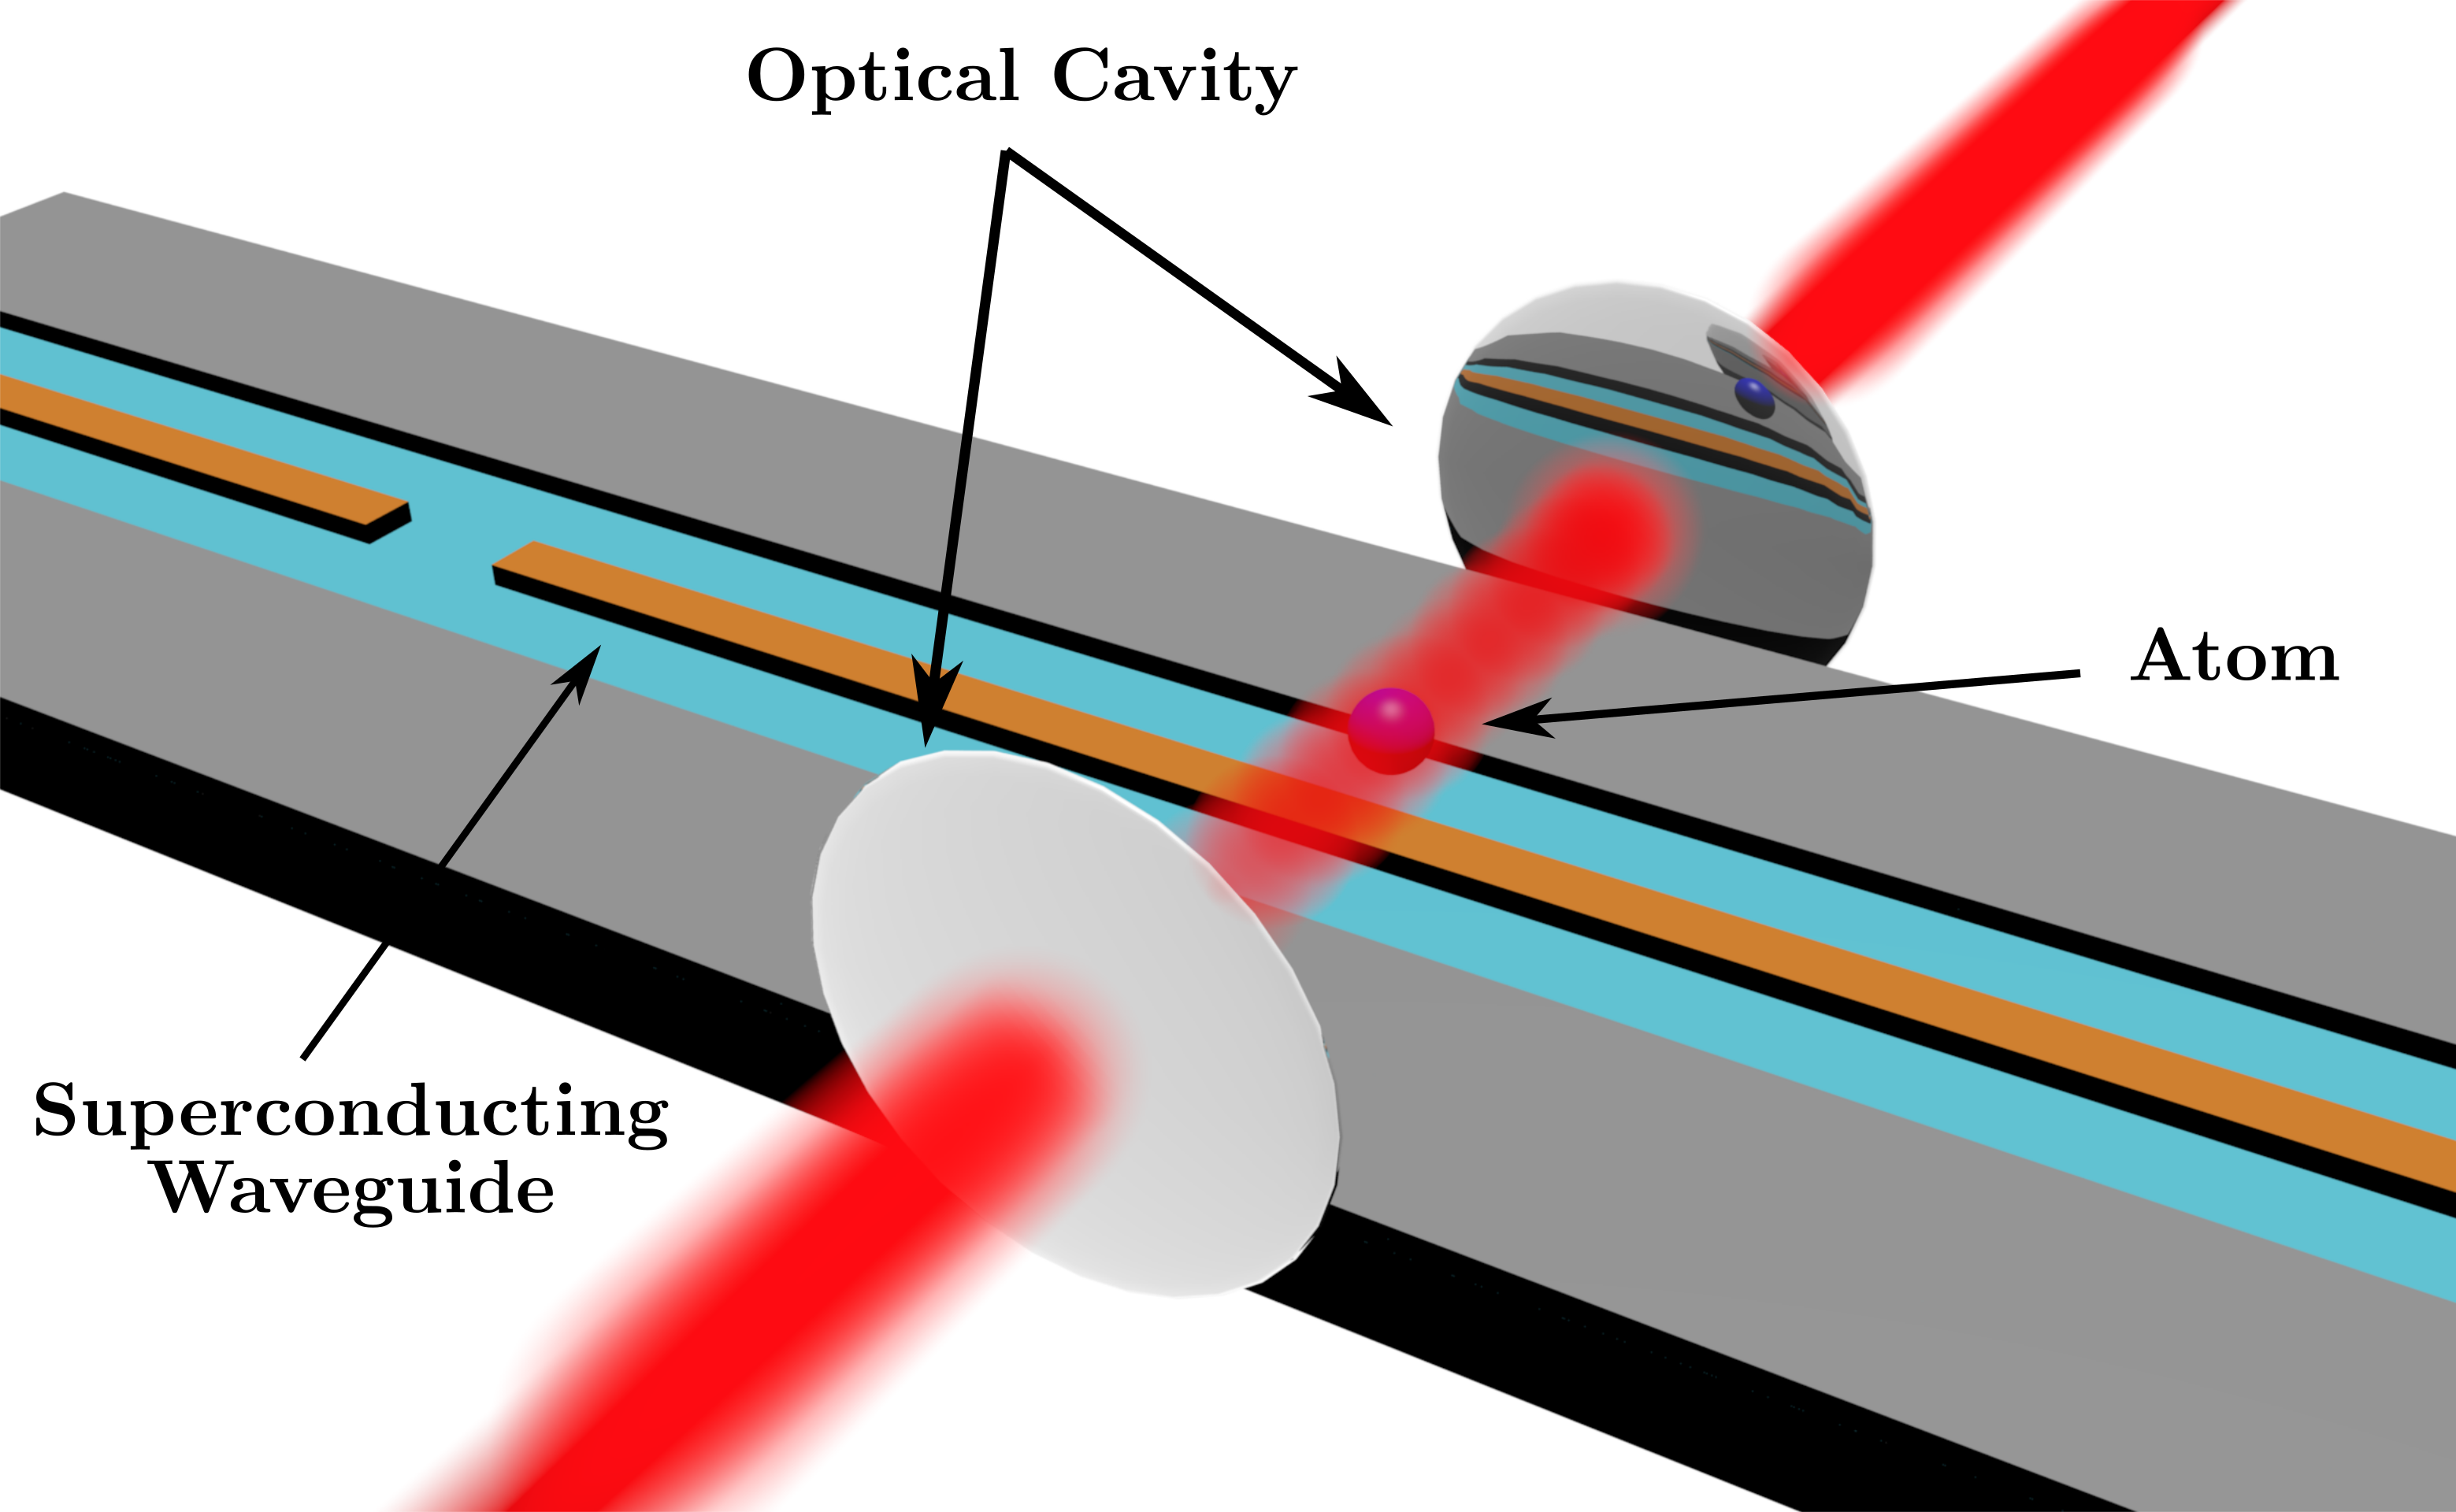 Optical Cavity
Atom
Superconducting
Waveguide